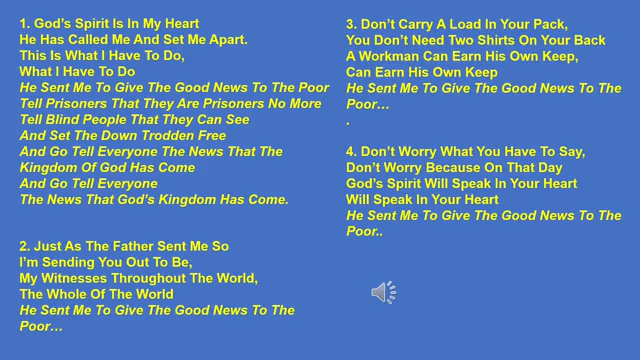 1. God's Spirit Is In My Heart
He Has Called Me And Set Me Apart.
This Is What I Have To Do,
What I Have To Do
He Sent Me To Give The Good News To The Poor
Tell Prisoners That They Are Prisoners No More
Tell Blind People That They Can See
And Set The Down Trodden Free
And Go Tell Everyone The News That The
Kingdom Of God Has Come
And Go Tell Everyone
The News That God's Kingdom Has Come.
2. Just As The Father Sent Me So
I'm Sending You Out To Be,
My Witnesses Throughout The World,
The Whole Of The World
He Sent Me To Give The Good News To The
Poor…
3. Don't Carry A Load In Your Pack,
You Don't Need Two Shirts On Your Back
A Workman Can Earn His Own Keep,
Can Earn His Own Keep
He Sent Me To Give The Good News To The
Poor…
.
4. Don't Worry What You Have To Say,
Don't Worry Because On That Day
God's Spirit Will Speak In Your Heart
Will Speak In Your Heart
He Sent Me To Give The Good News To The
Poor..